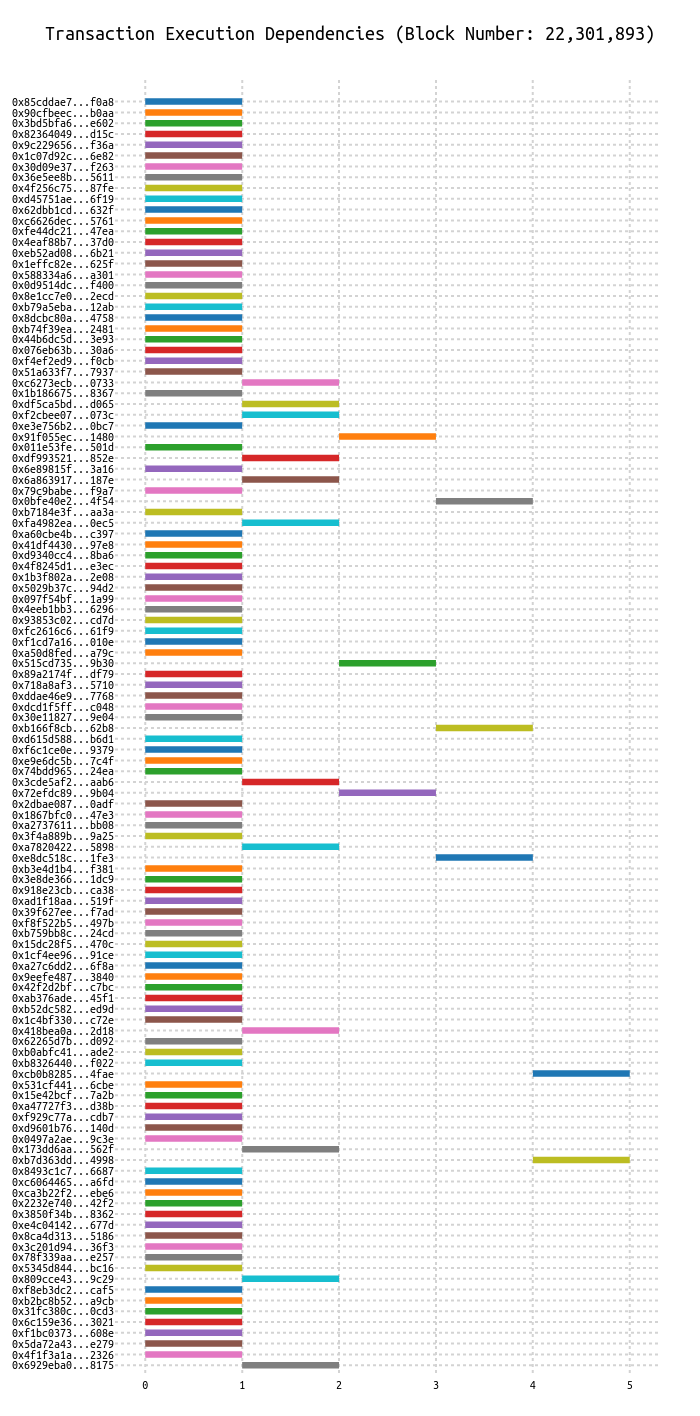 Transaction Execution Dependencies (Block Number: 22,301,893)
0x85cddae7...f0a8
0x90cfbeec...b0aa
0x3bd5bfa6...e602
0x82364049...d15c
0x9c229656...f36a
0x1c07d92c...6e82
0x30d09e37...f263
0x36e5ee8b...5611
0x4f256c75...87fe
0xd45751ae...6f19
0x62dbb1cd...632f
0xc6626dec...5761
0xfe44dc21...47ea
0x4eaf88b7...37d0
0xeb52ad08...6b21
0x1effc82e...625f
0x588334a6...a301
0x0d9514dc...f400
0x8e1cc7e0...2ecd
0xb79a5eba...12ab
0x8dcbc80a...4758
0xb74f39ea...2481
0x44b6dc5d...3e93
0x076eb63b...30a6
0xf4ef2ed9...f0cb
0x51a633f7...7937
0xc6273ecb...0733
0x1b186675...8367
0xdf5ca5bd...d065
0xf2cbee07...073c
0xe3e756b2...0bc7
0x91f055ec...1480
0x011e53fe...501d
0xdf993521...852e
0x6e89815f...3a16
0x6a863917...187e
0x79c9babe...f9a7
0x0bfe40e2...4f54
0xb7184e3f...aa3a
0xfa4982ea...0ec5
0xa60cbe4b...c397
0x41df4430...97e8
0xd9340cc4...8ba6
0x4f8245d1...e3ec
0x1b3f802a...2e08
0x5029b37c...94d2
0x097f54bf...1a99
0x4eeb1bb3...6296
0x93853c02...cd7d
0xfc2616c6...61f9
0xf1cd7a16...010e
0xa50d8fed...a79c
0x515cd735...9b30
0x89a2174f...df79
0x718a8af3...5710
0xddae46e9...7768
0xdcd1f5ff...c048
0x30e11827...9e04
0xb166f8cb...62b8
0xd615d588...b6d1
0xf6c1ce0e...9379
0xe9e6dc5b...7c4f
0x74bdd965...24ea
0x3cde5af2...aab6
0x72efdc89...9b04
0x2dbae087...0adf
0x1867bfc0...47e3
0xa2737611...bb08
0x3f4a889b...9a25
0xa7820422...5898
0xe8dc518c...1fe3
0xb3e4d1b4...f381
0x3e8de366...1dc9
0x918e23cb...ca38
0xad1f18aa...519f
0x39f627ee...f7ad
0xf8f522b5...497b
0xb759bb8c...24cd
0x15dc28f5...470c
0x1cf4ee96...91ce
0xa27c6dd2...6f8a
0x9eefe487...3840
0x42f2d2bf...c7bc
0xab376ade...45f1
0xb52dc582...ed9d
0x1c4bf330...c72e
0x418bea0a...2d18
0x62265d7b...d092
0xb0abfc41...ade2
0xb8326440...f022
0xcb0b8285...4fae
0x531cf441...6cbe
0x15e42bcf...7a2b
0xa47727f3...d38b
0xf929c77a...cdb7
0xd9601b76...140d
0x0497a2ae...9c3e
0x173dd6aa...562f
0xb7d363dd...4998
0x8493c1c7...6687
0xc6064465...a6fd
0xca3b22f2...ebe6
0x2232e740...42f2
0x3850f34b...8362
0xe4c04142...677d
0x8ca4d313...5186
0x3c201d94...36f3
0x78f339aa...e257
0x5345d844...bc16
0x809cce43...9c29
0xf8eb3dc2...caf5
0xb2bc8b52...a9cb
0x31fc380c...0cd3
0x6c159e36...3021
0xf1bc0373...608e
0x5da72a43...e279
0x4f1f3a1a...2326
0x6929eba0...8175
0 1 2 3 4 5